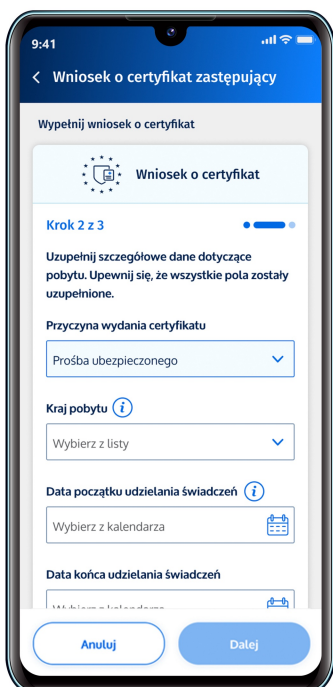 9:41
Wniosek o certyfikat zastępujący
Wypełnij wniosek o certyfikat
Wniosek o certyfikat
Krok 2 z 3
Uzupełnij szczegółowe dane dotyczące
pobytu. Upewnij się, że wszystkie pola zostały
uzupełnione.
Przyczyna wydania certyfikatu
Prośba ubezpieczonego
Kraj pobytu i
Wybierz z listy
Data początku udzielania świadczeń i
Wybierz z kalendarza
Data końca udzielania świadczeń
Wybierz z kalendarza
Anuluj Dalej